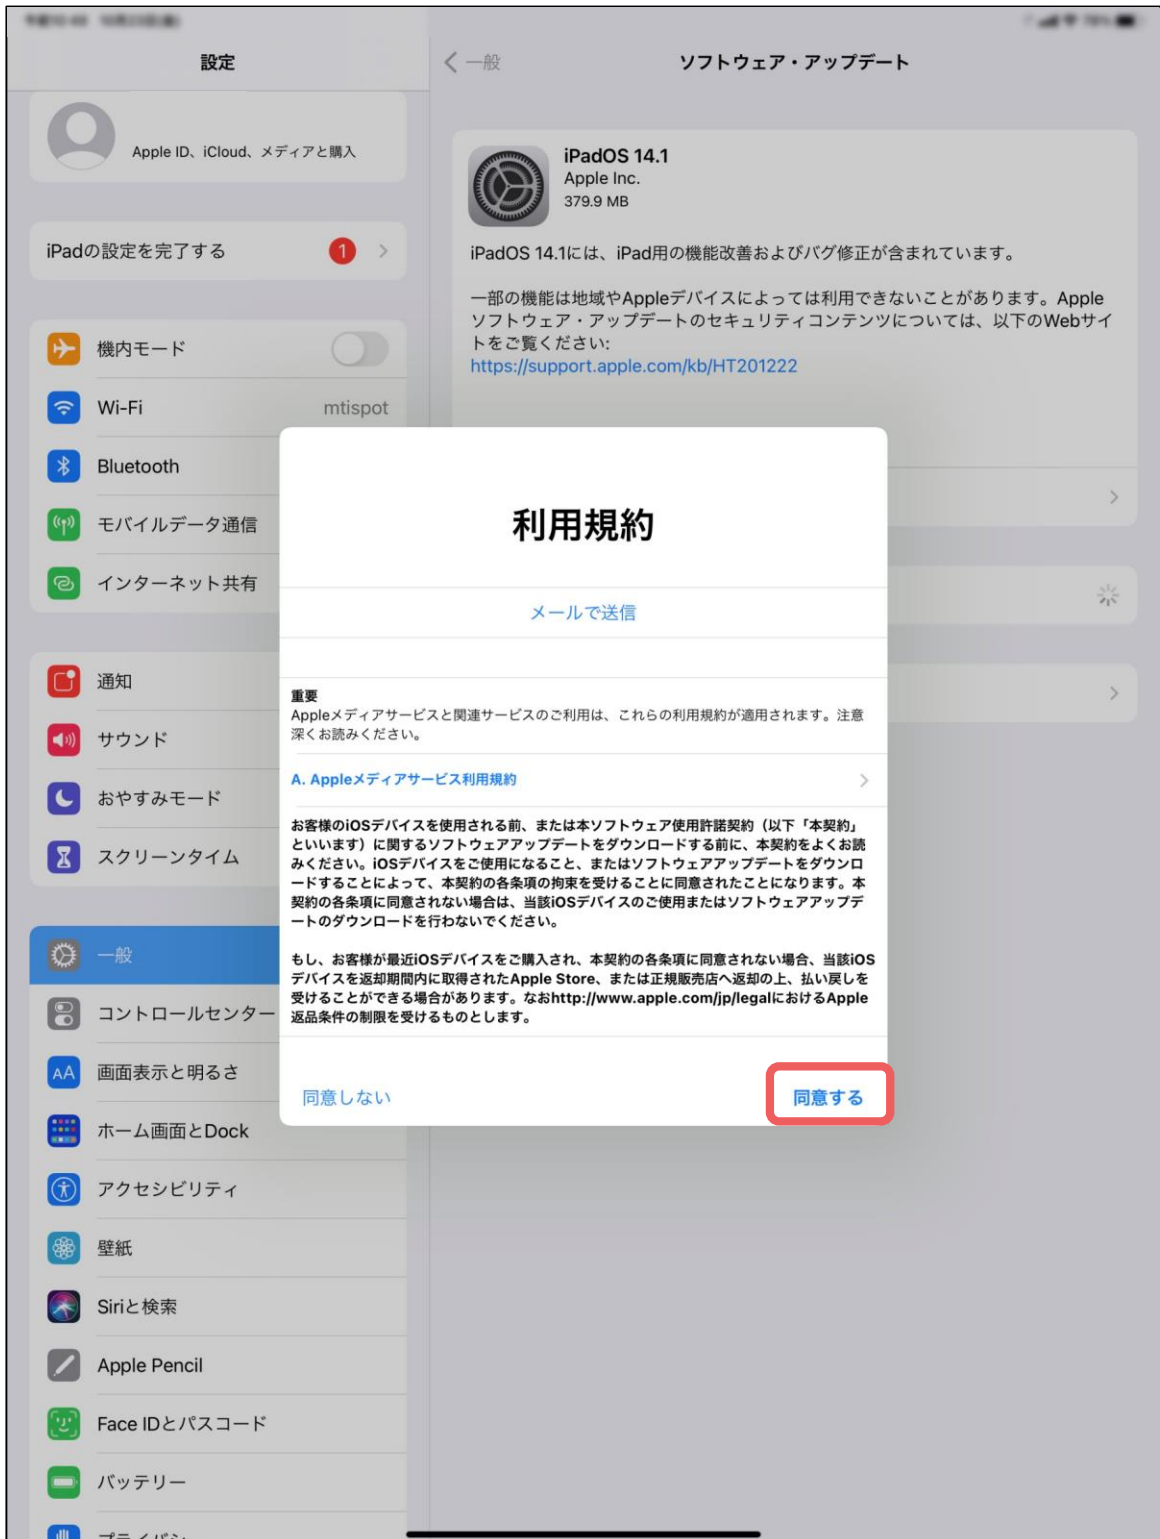 設定
Apple ID、iCloud、メディアと購入
iPadの設定を完了する
1
機内モード
Wi-Fi
mtispot
Bluetooth
モバイルデータ通信
インターネット共有
通知
サウンド
おやすみモード
スクリーンタイム
一般
コントロールセンター
AA
画面表示と明るさ
ホーム画面とDock
アクセシビリティ
壁紙
Siriと検索
Apple Pencil
Face IDとパスコード
バッテリー
プライバシー
一般
ソフトウェア・アップデート
iPadOS 14.1
Apple Inc.
379.9 MB
iPadOS 14.1には、iPad用の機能改善およびバグ修正が含まれています。
一部の機能は地域やAppleデバイスによっては利用できないことがあります。Apple
ソフトウェア・アップデートのセキュリティコンテンツについては、以下のWebサイ
トをご覧ください:
https://support.apple.com/kb/HT201222
利用規約
メールで送信
重要
Appleメディアサービスと関連サービスのご利用は、これらの利用規約が適用されます。注意
深くお読みください。
A. Appleメディアサービス利用規約
お客様のiOSデバイスを使用される前、または本ソフトウェア使用許諾契約（以下「本契約」
といいます）に関するソフトウェアアップデートをダウンロードする前に、本契約をよくお読
みください。iOSデバイスをご使用になること、またはソフトウェアアップデートをダウンロ
ードすることによって、本契約の各条項の拘束を受けることに同意されたことになります。本
契約の各条項に同意されない場合は、当該iOSデバイスのご使用またはソフトウェアアップデ
ートのダウンロードを行わないでください。
もし、お客様が最近iOSデバイスをご購入され、本契約の各条項に同意されない場合、当該iOS
デバイスを返却期間内に取得されたApple Store、または正規販売店へ返却の上、払い戻しを
受けることができる場合があります。なおhttp://www.apple.com/jp/legalにおけるApple
返品条件の制限を受けるものとします。
同意しない
同意する